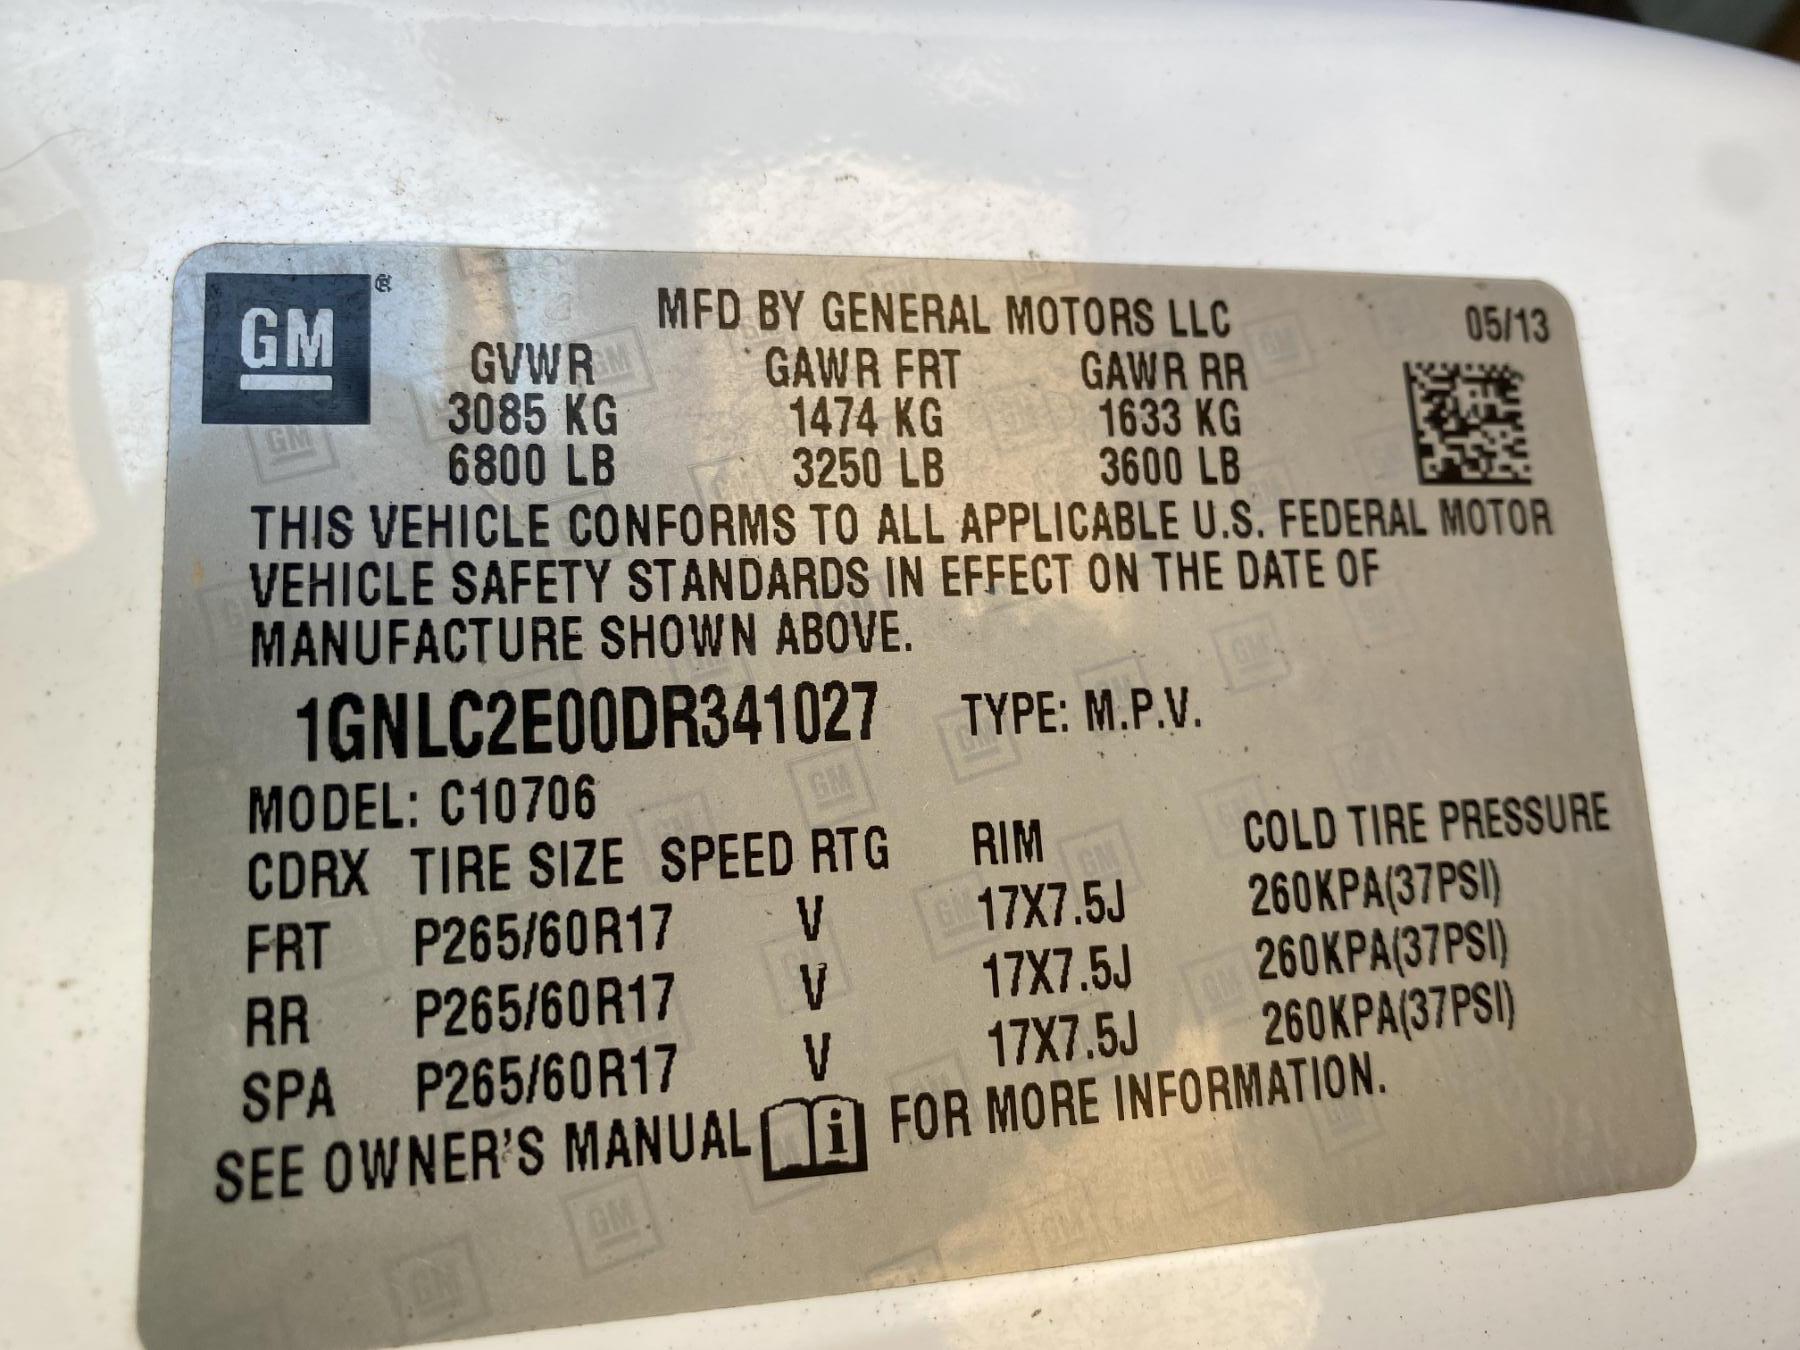 GM ®
MFD BY GENERAL MOTORS LLC 05/13
GVWR GAWR FRT GAWR RR
3085 KG 1474 KG 1633 KG
6800 LB 3250 LB 3600 LB
THIS VEHICLE CONFORMS TO ALL APPLICABLE U.S. FEDERAL MOTOR
VEHICLE SAFETY STANDARDS IN EFFECT ON THE DATE OF
MANUFACTURE SHOWN ABOVE.
1GNLC2E00DR341027 TYPE: M.P.V.
MODEL: C10706
CDRX TIRE SIZE SPEED RTG RIM COLD TIRE PRESSURE
FRT P265/60R17 V 17X7.5J 260KPA(37PSI)
RR P265/60R17 V 17X7.5J 260KPA(37PSI)
SPA P265/60R17 V 17X7.5J 260KPA(37PSI)
SEE OWNER'S MANUAL i FOR MORE INFORMATION.